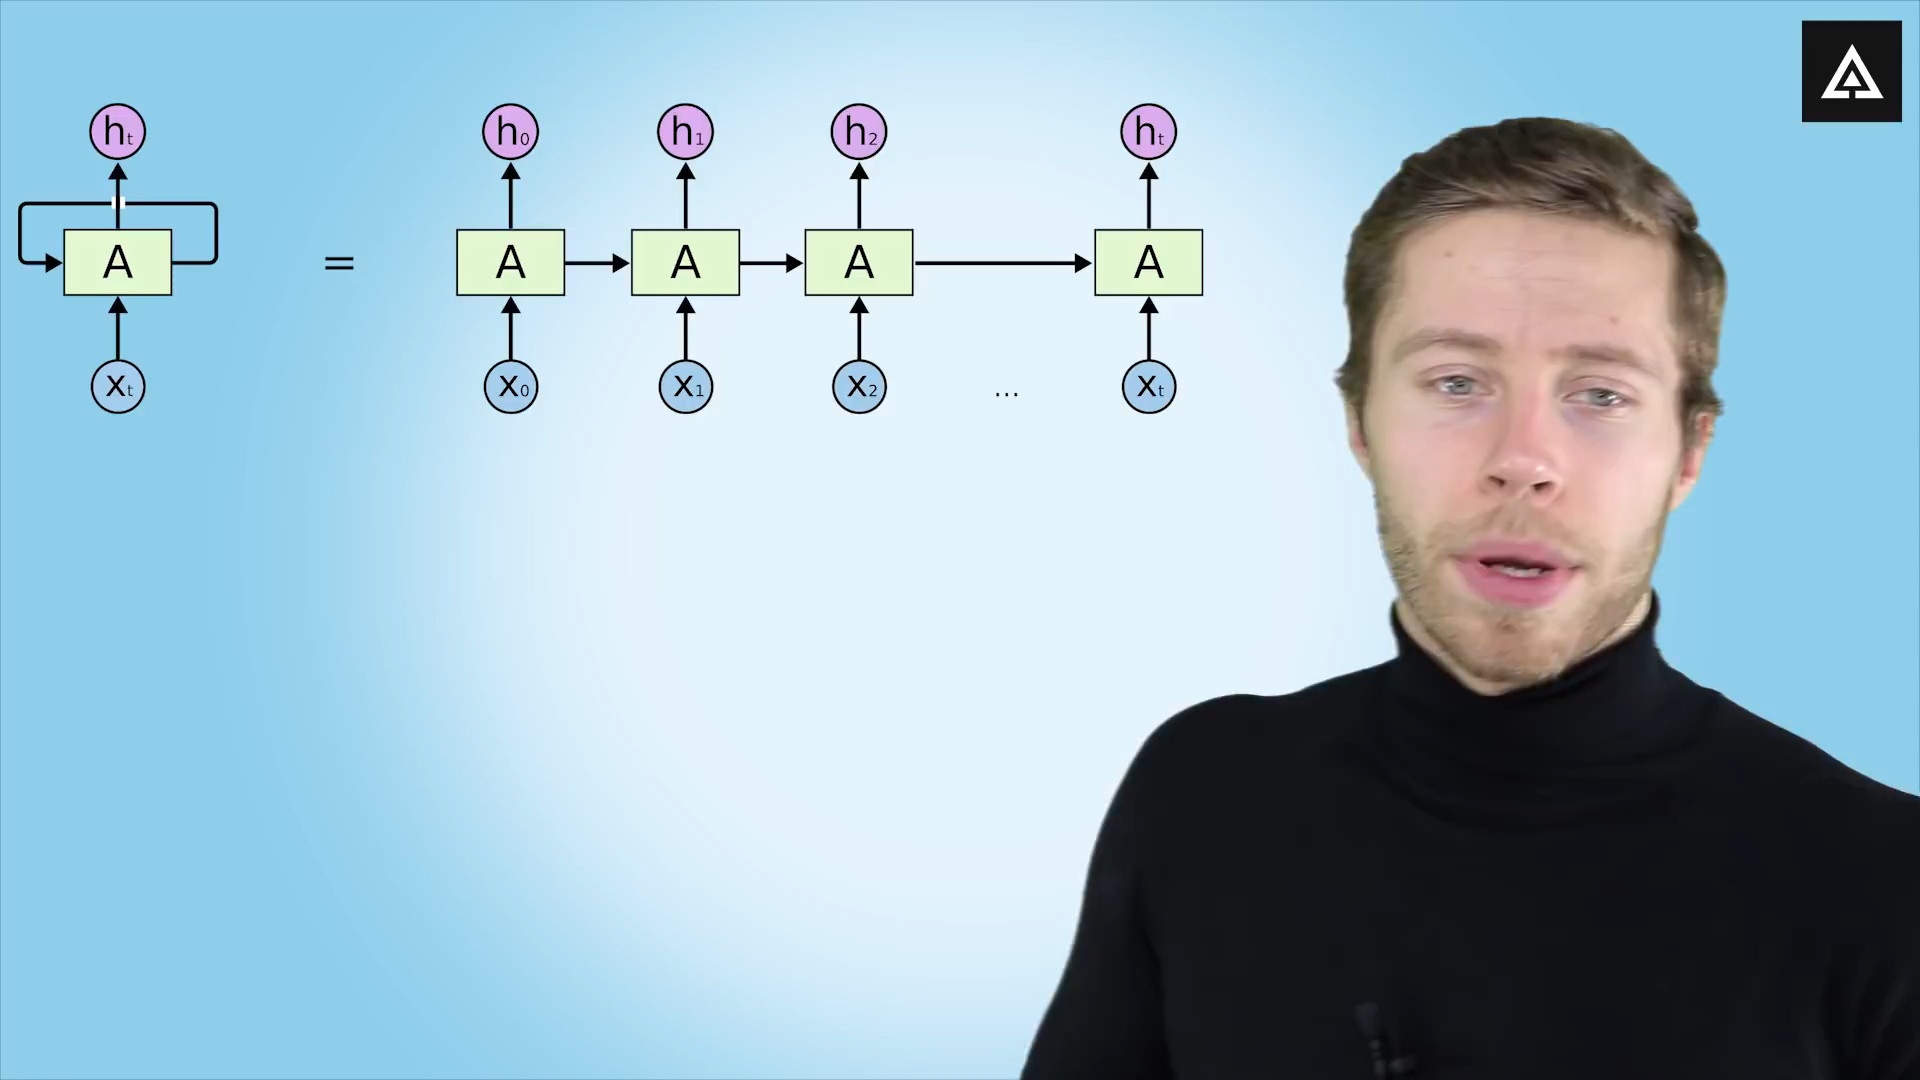 ht h0 h1 h2 ht
A = A A A A
xt x0 x1 x2 ... xt